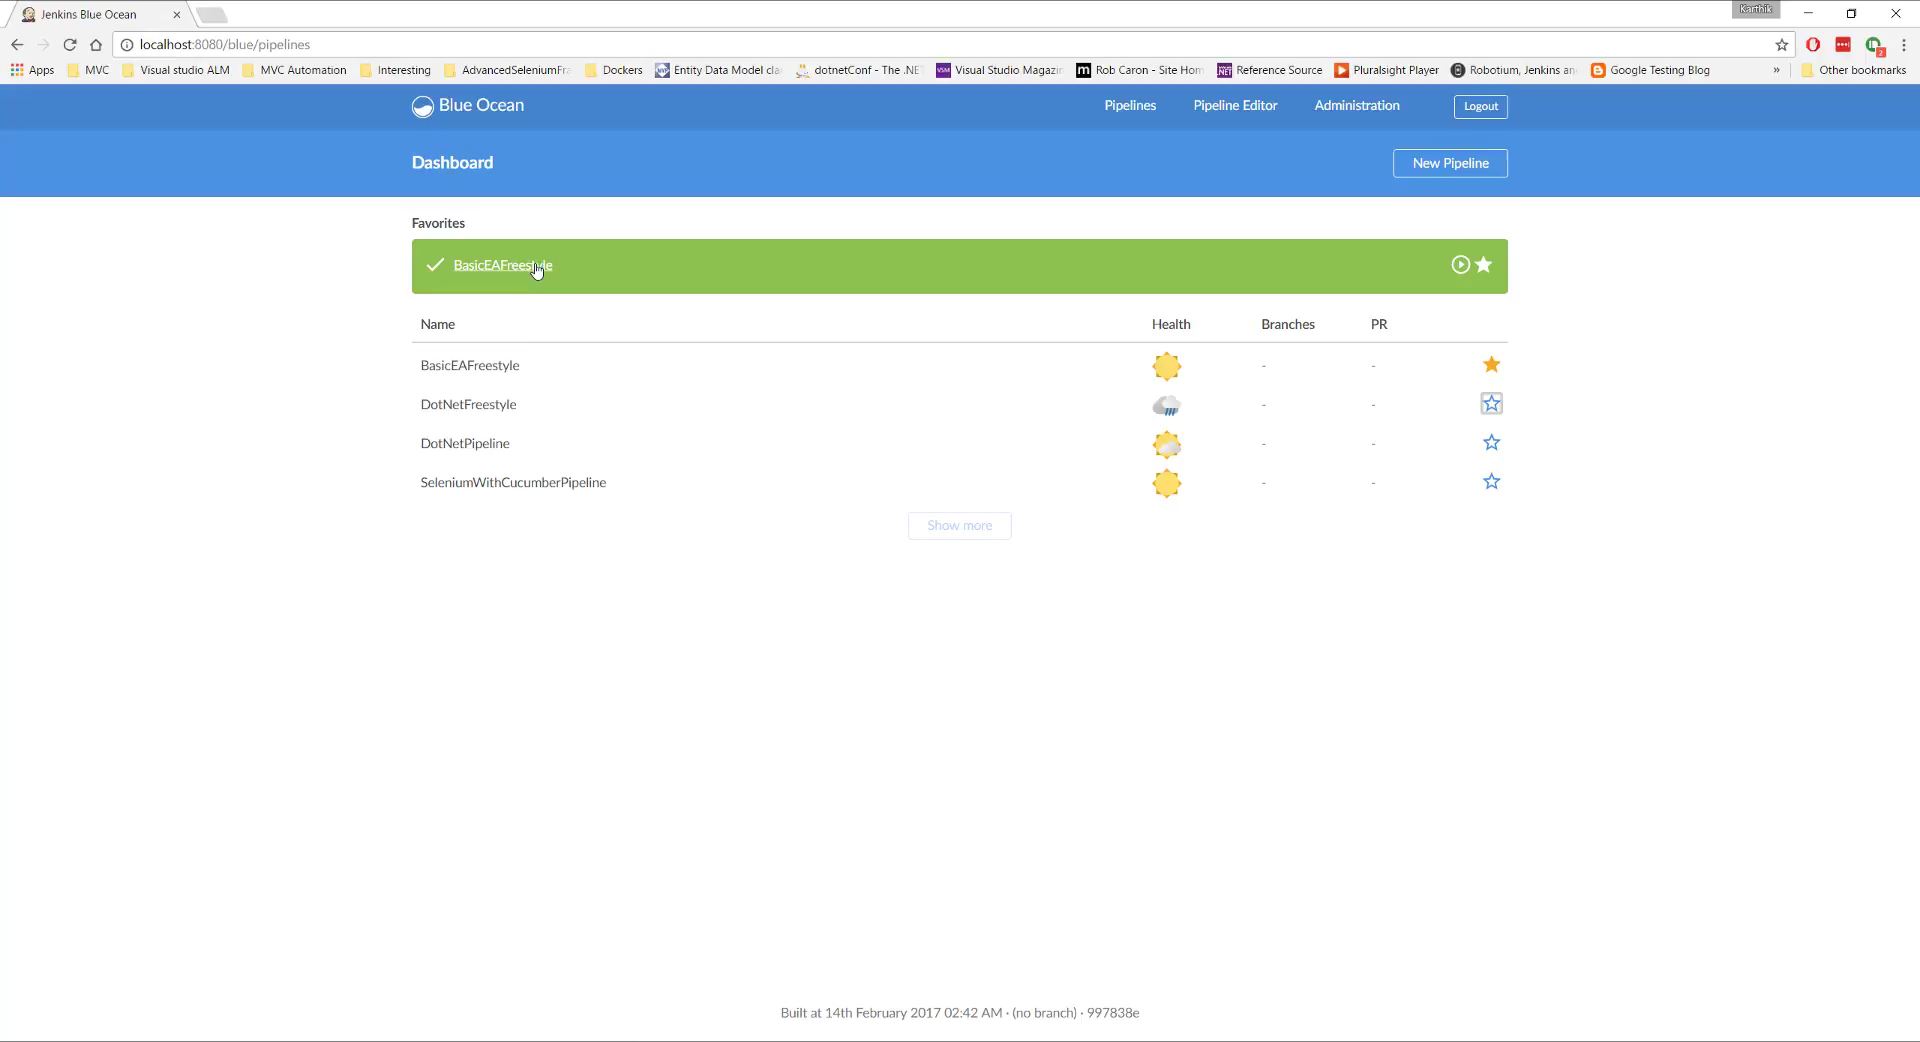 Jenkins Blue Ocean
Karthik
localhost:8080/blue/pipelines
Apps MVC Visual studio ALM MVC Automation Interesting AdvancedSeleniumFra Dockers Entity Data Model cla dotnetConf - The .NE Visual Studio Magazin Rob Caron - Site Hom Reference Source Pluralsight Player Robotium, Jenkins an Google Testing Blog » Other bookmarks
Blue Ocean Pipelines Pipeline Editor Administration Logout
Dashboard New Pipeline
Favorites
BasicEAFreestyle
Name Health Branches PR
BasicEAFreestyle - -
DotNetFreestyle - -
DotNetPipeline - -
SeleniumWithCucumberPipeline - -
Show more
Built at 14th February 2017 02:42 AM · (no branch) · 997838e